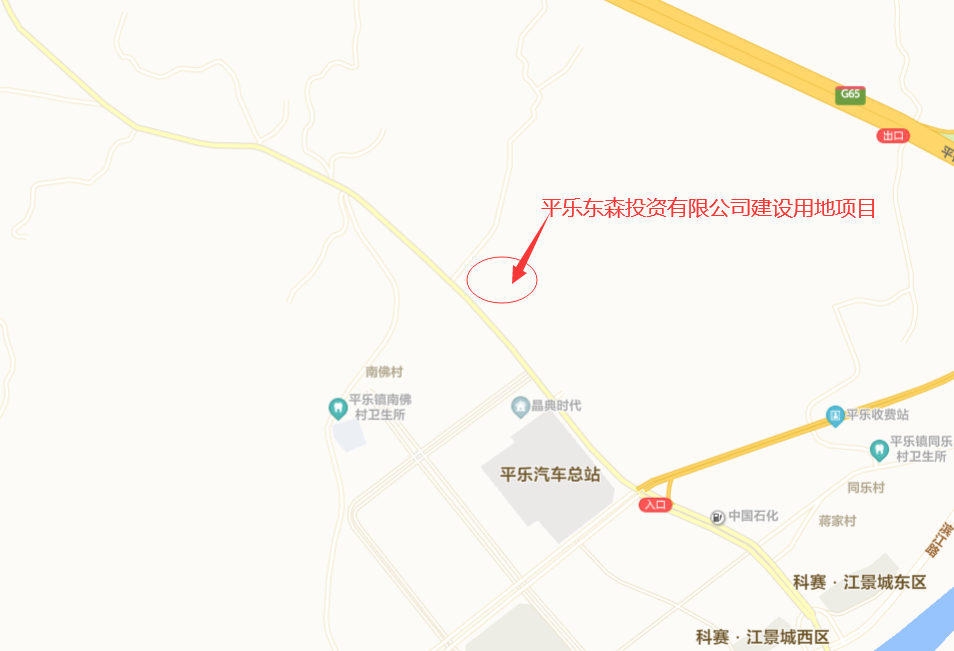 G65
出口
平
平乐东森投资有限公司建设用地项目
南佛村
平乐镇南佛
村卫生所
晶典时代
平乐收费站
平乐镇同乐
村卫生所
平乐汽车总站
同乐村
入口
中国石化
蒋家村
滨江路
科赛·江景城东区
科赛·江景城西区